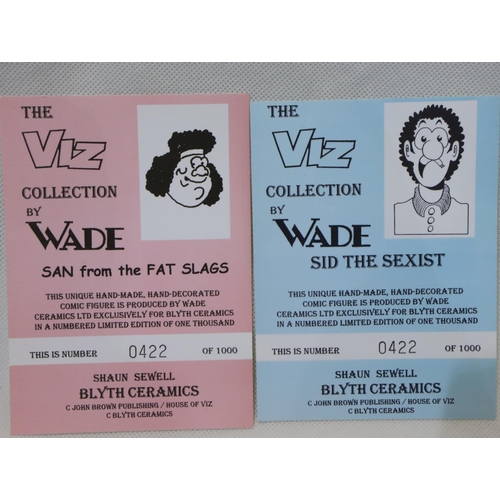 THE
VIZ
COLLECTION
BY
WADE
SAN from the FAT SLAGS
THIS UNIQUE HAND-MADE, HAND-DECORATED
COMIC FIGURE IS PRODUCED BY WADE
CERAMICS LTD EXCLUSIVELY FOR BLYTH CERAMICS
IN A NUMBERED LIMITED EDITION OF ONE THOUSAND
THIS IS NUMBER 0422 OF 1000
SHAUN SEWELL
BLYTH CERAMICS
C JOHN BROWN PUBLISHING / HOUSE OF VIZ
C BLYTH CERAMICS
THE
VIZ
COLLECTION
BY
WADE
SID THE SEXIST
THIS UNIQUE HAND-MADE, HAND-DECORATED
COMIC FIGURE IS PRODUCED BY WADE
CERAMICS LTD EXCLUSIVELY FOR BLYTH CERAMICS
IN A NUMBERED LIMITED EDITION OF ONE THOUSAND
THIS IS NUMBER 0422 OF 1000
SHAUN SEWELL
BLYTH CERAMICS
C JOHN BROWN PUBLISHING / HOUSE OF VIZ
C BLYTH CERAMICS